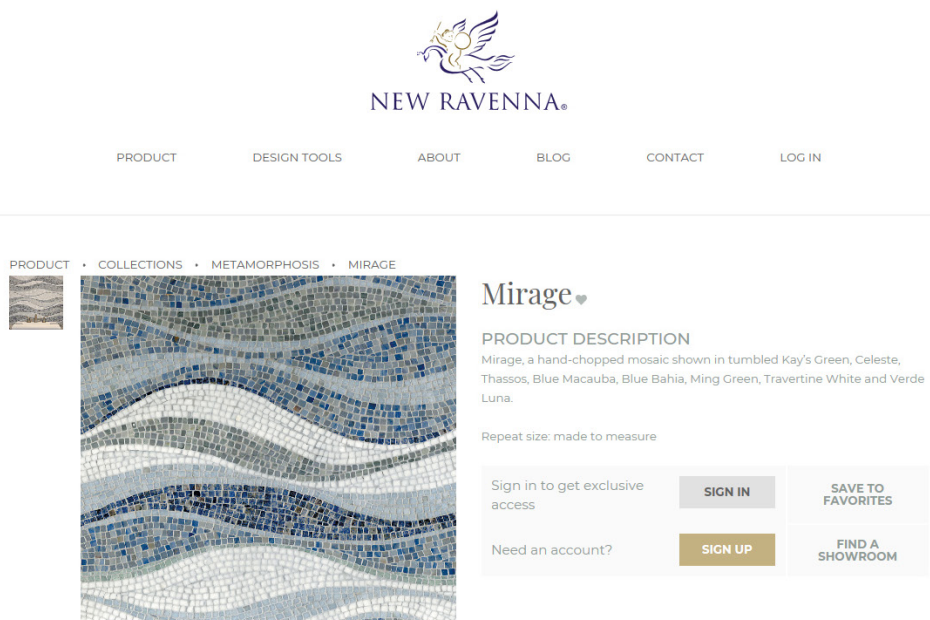 NEW RAVENNA®
PRODUCT
DESIGN TOOLS
ABOUT
BLOG
CONTACT
LOG IN
PRODUCT • COLLECTIONS • METAMORPHOSIS • MIRAGE
Mirage
PRODUCT DESCRIPTION
Mirage, a hand-chopped mosaic shown in tumbled Kay's Green, Celeste,
Thassos, Blue Macauba, Blue Bahia, Ming Green, Travertine White and Verde
Luna.
Repeat size: made to measure
Sign in to get exclusive
access
SIGN IN
SAVE TO
FAVORITES
Need an account?
SIGN UP
FIND A
SHOWROOM